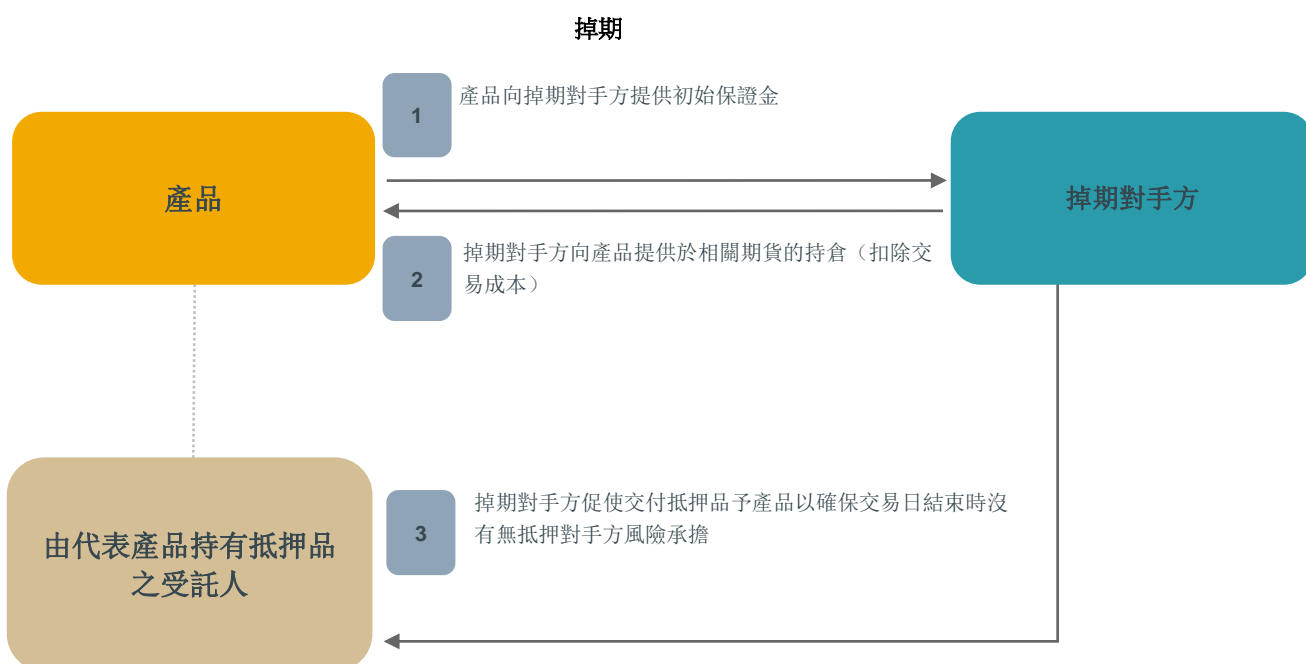 掉期
1
產品向掉期對手方提供初始保證金
產品
掉期對手方
2
掉期對手方向產品提供於相關期貨的持倉（扣除交
易成本）
3
掉期對手方促使交付抵押品予產品以確保交易日結束時沒
有無抵押對手方風險承擔
由代表產品持有抵押品
之受託人